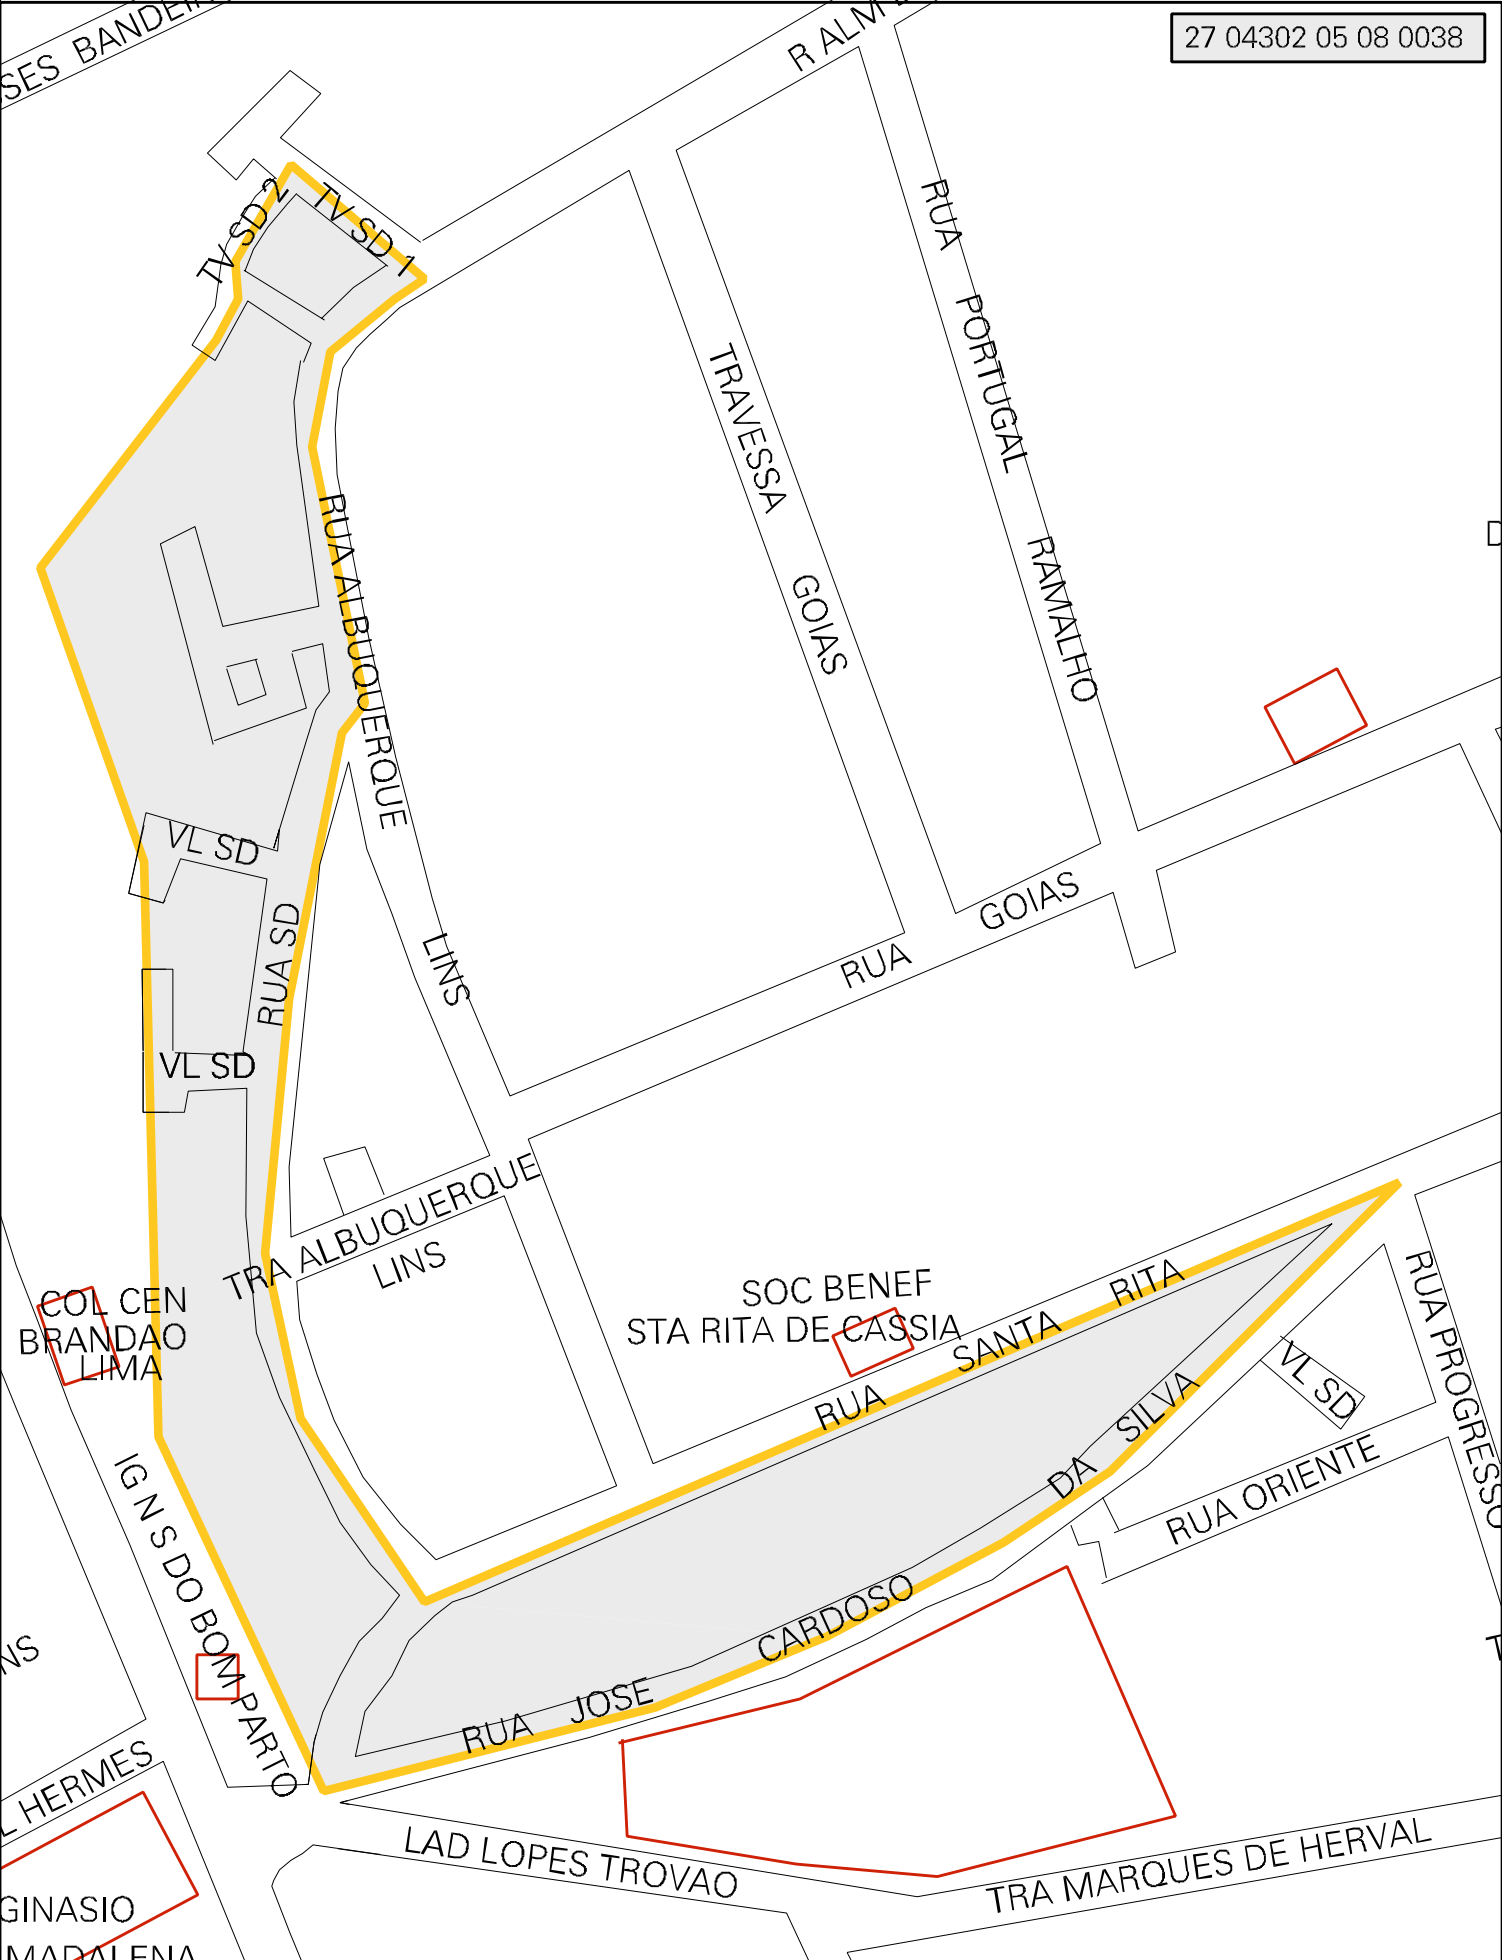 27 04302 05 08 0038
TV SD 2
TV SD 1
RUA PORTUGAL RAMALHO
TRAVESSA GOIAS
RUA ALBUQUERQUE LINS
VL SD
RUA SD
VL SD
RUA GOIAS
TRA ALBUQUERQUE
LINS
SOC BENEF
STA RITA DE CASSIA
RUA SANTA RITA
COL CEN
BRANDAO
LIMA
RUA PROGRESSO
VL SD
RUA ORIENTE
IG N S DO BOM PARTO
RUA JOSE CARDOSO DA SILVA
HERMES
LAD LOPES TROVAO
TRA MARQUES DE HERVAL
GINASIO
MADALENA